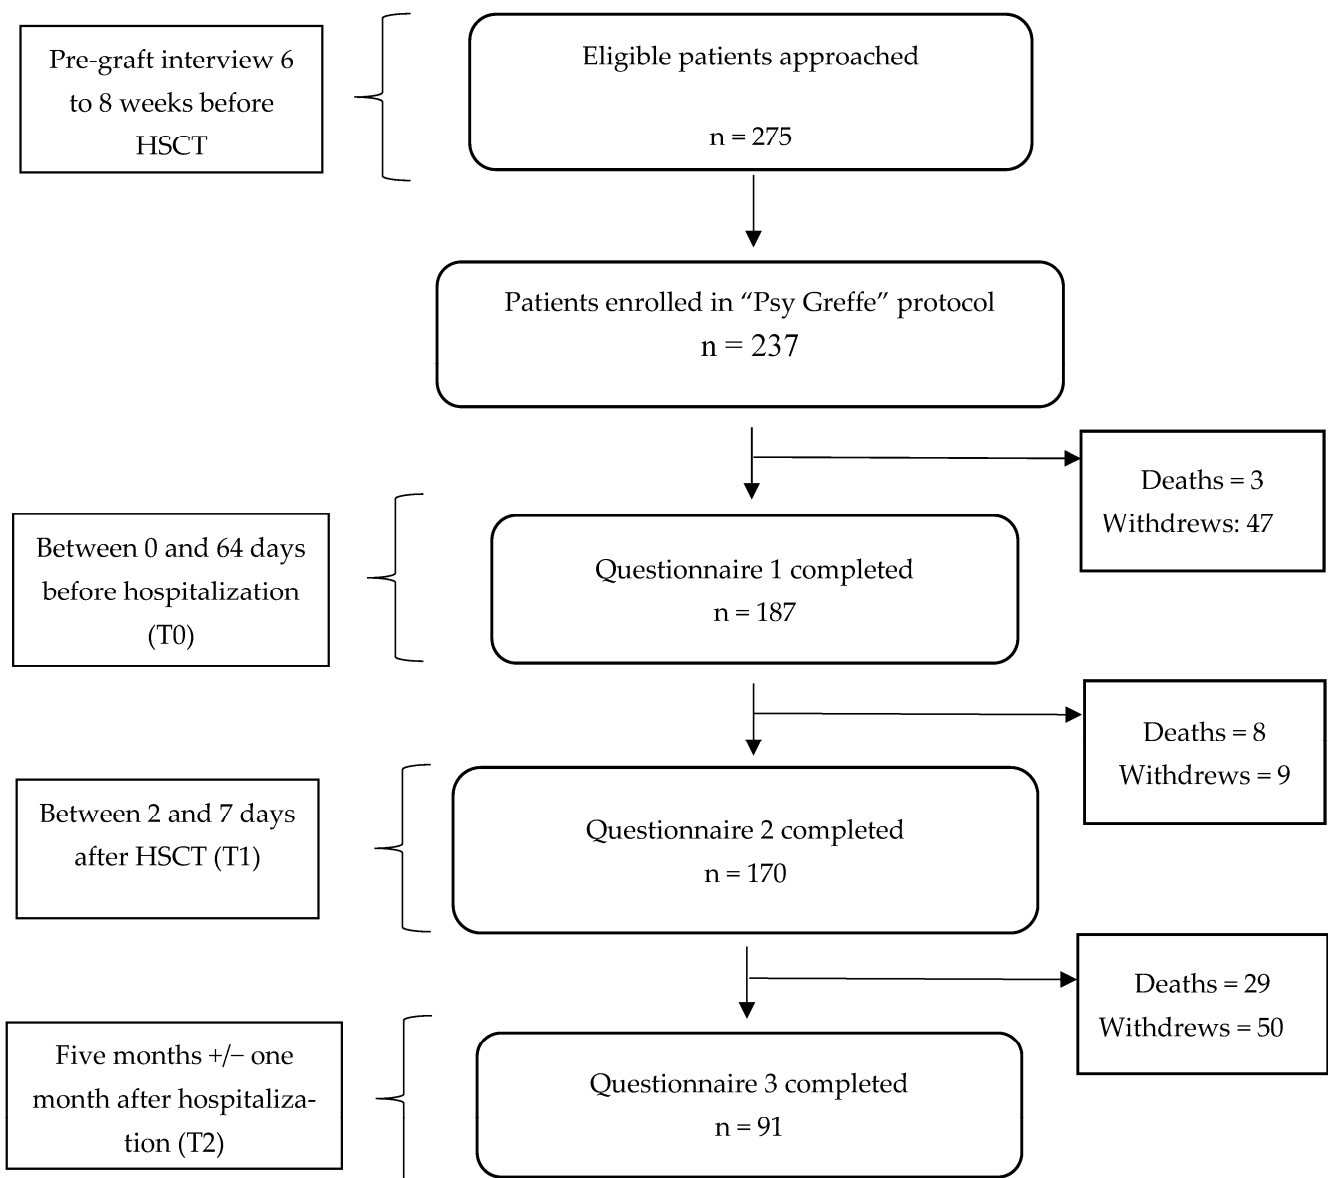 Pre-graft interview 6
to 8 weeks before
HSCT
Eligible patients approached
n = 275
Patients enrolled in “Psy Greffe” protocol
n = 237
Deaths = 3
Withdrews: 47
Between 0 and 64 days
before hospitalization
(T0)
Questionnaire 1 completed
n = 187
Deaths = 8
Withdrews = 9
Between 2 and 7 days
after HSCT (T1)
Questionnaire 2 completed
n = 170
Deaths = 29
Withdrews = 50
Five months +/− one
month after hospitaliza-
tion (T2)
Questionnaire 3 completed
n = 91